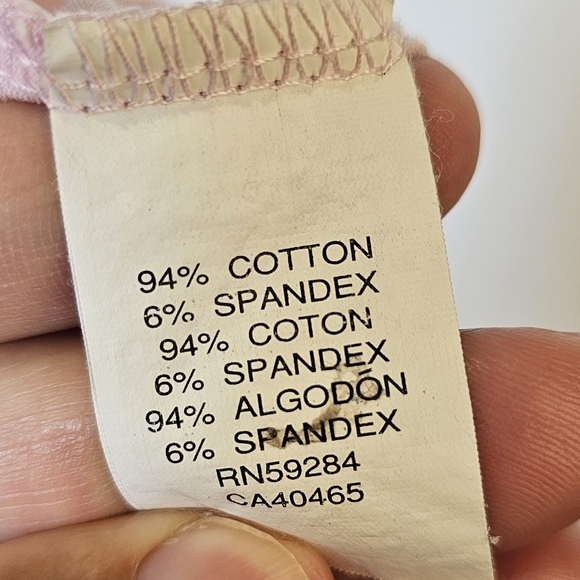 94% COTTON
6% SPANDEX
94% COTON
6% SPANDEX
94% ALGODÓN
6% SPANDEX
RN59284
CA40465